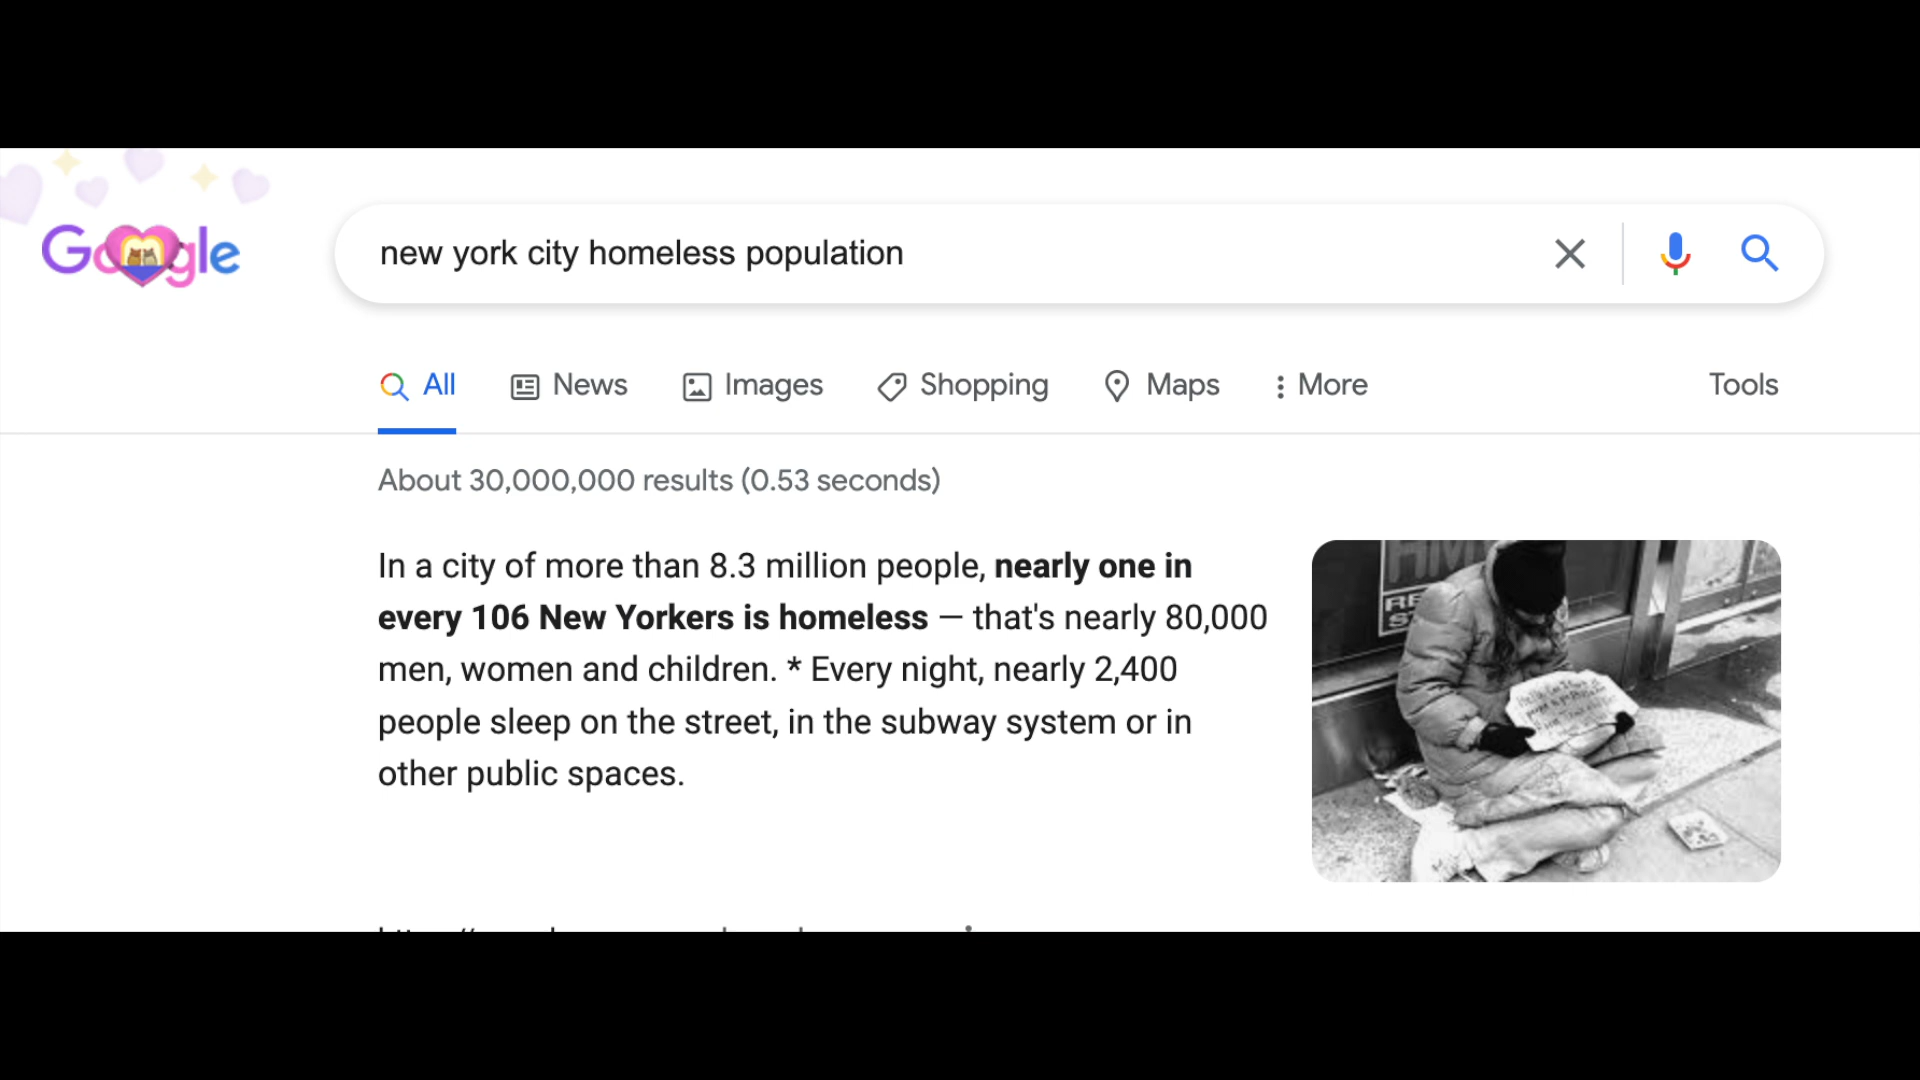 Google
new york city homeless population
All
News
Images
Shopping
Maps
More
Tools
About 30,000,000 results (0.53 seconds)
In a city of more than 8.3 million people, nearly one in
every 106 New Yorkers is homeless — that's nearly 80,000
men, women and children. * Every night, nearly 2,400
people sleep on the street, in the subway system or in
other public spaces.